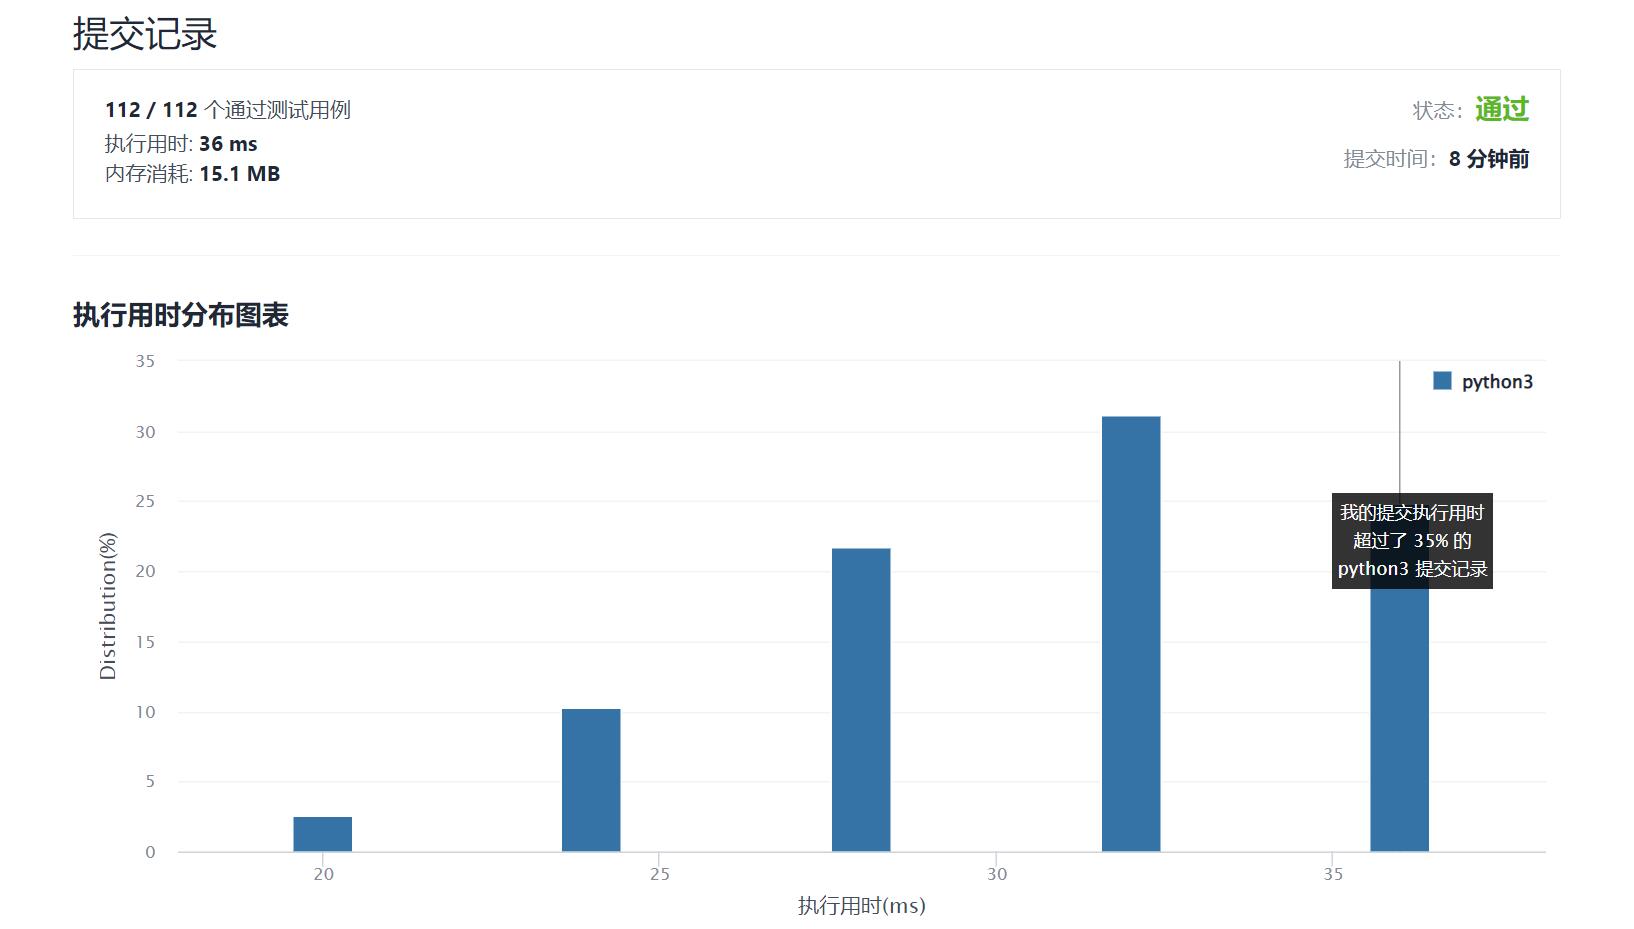 提交记录
112 / 112 个通过测试用例
状态：通过
执行用时: 36 ms
提交时间：8 分钟前
内存消耗: 15.1 MB
执行用时分布图表
35
30
25
20
15
10
5
0
Distribution(%)
python3
我的提交执行用时
超过了 35% 的
python3 提交记录
20
25
30
35
执行用时(ms)